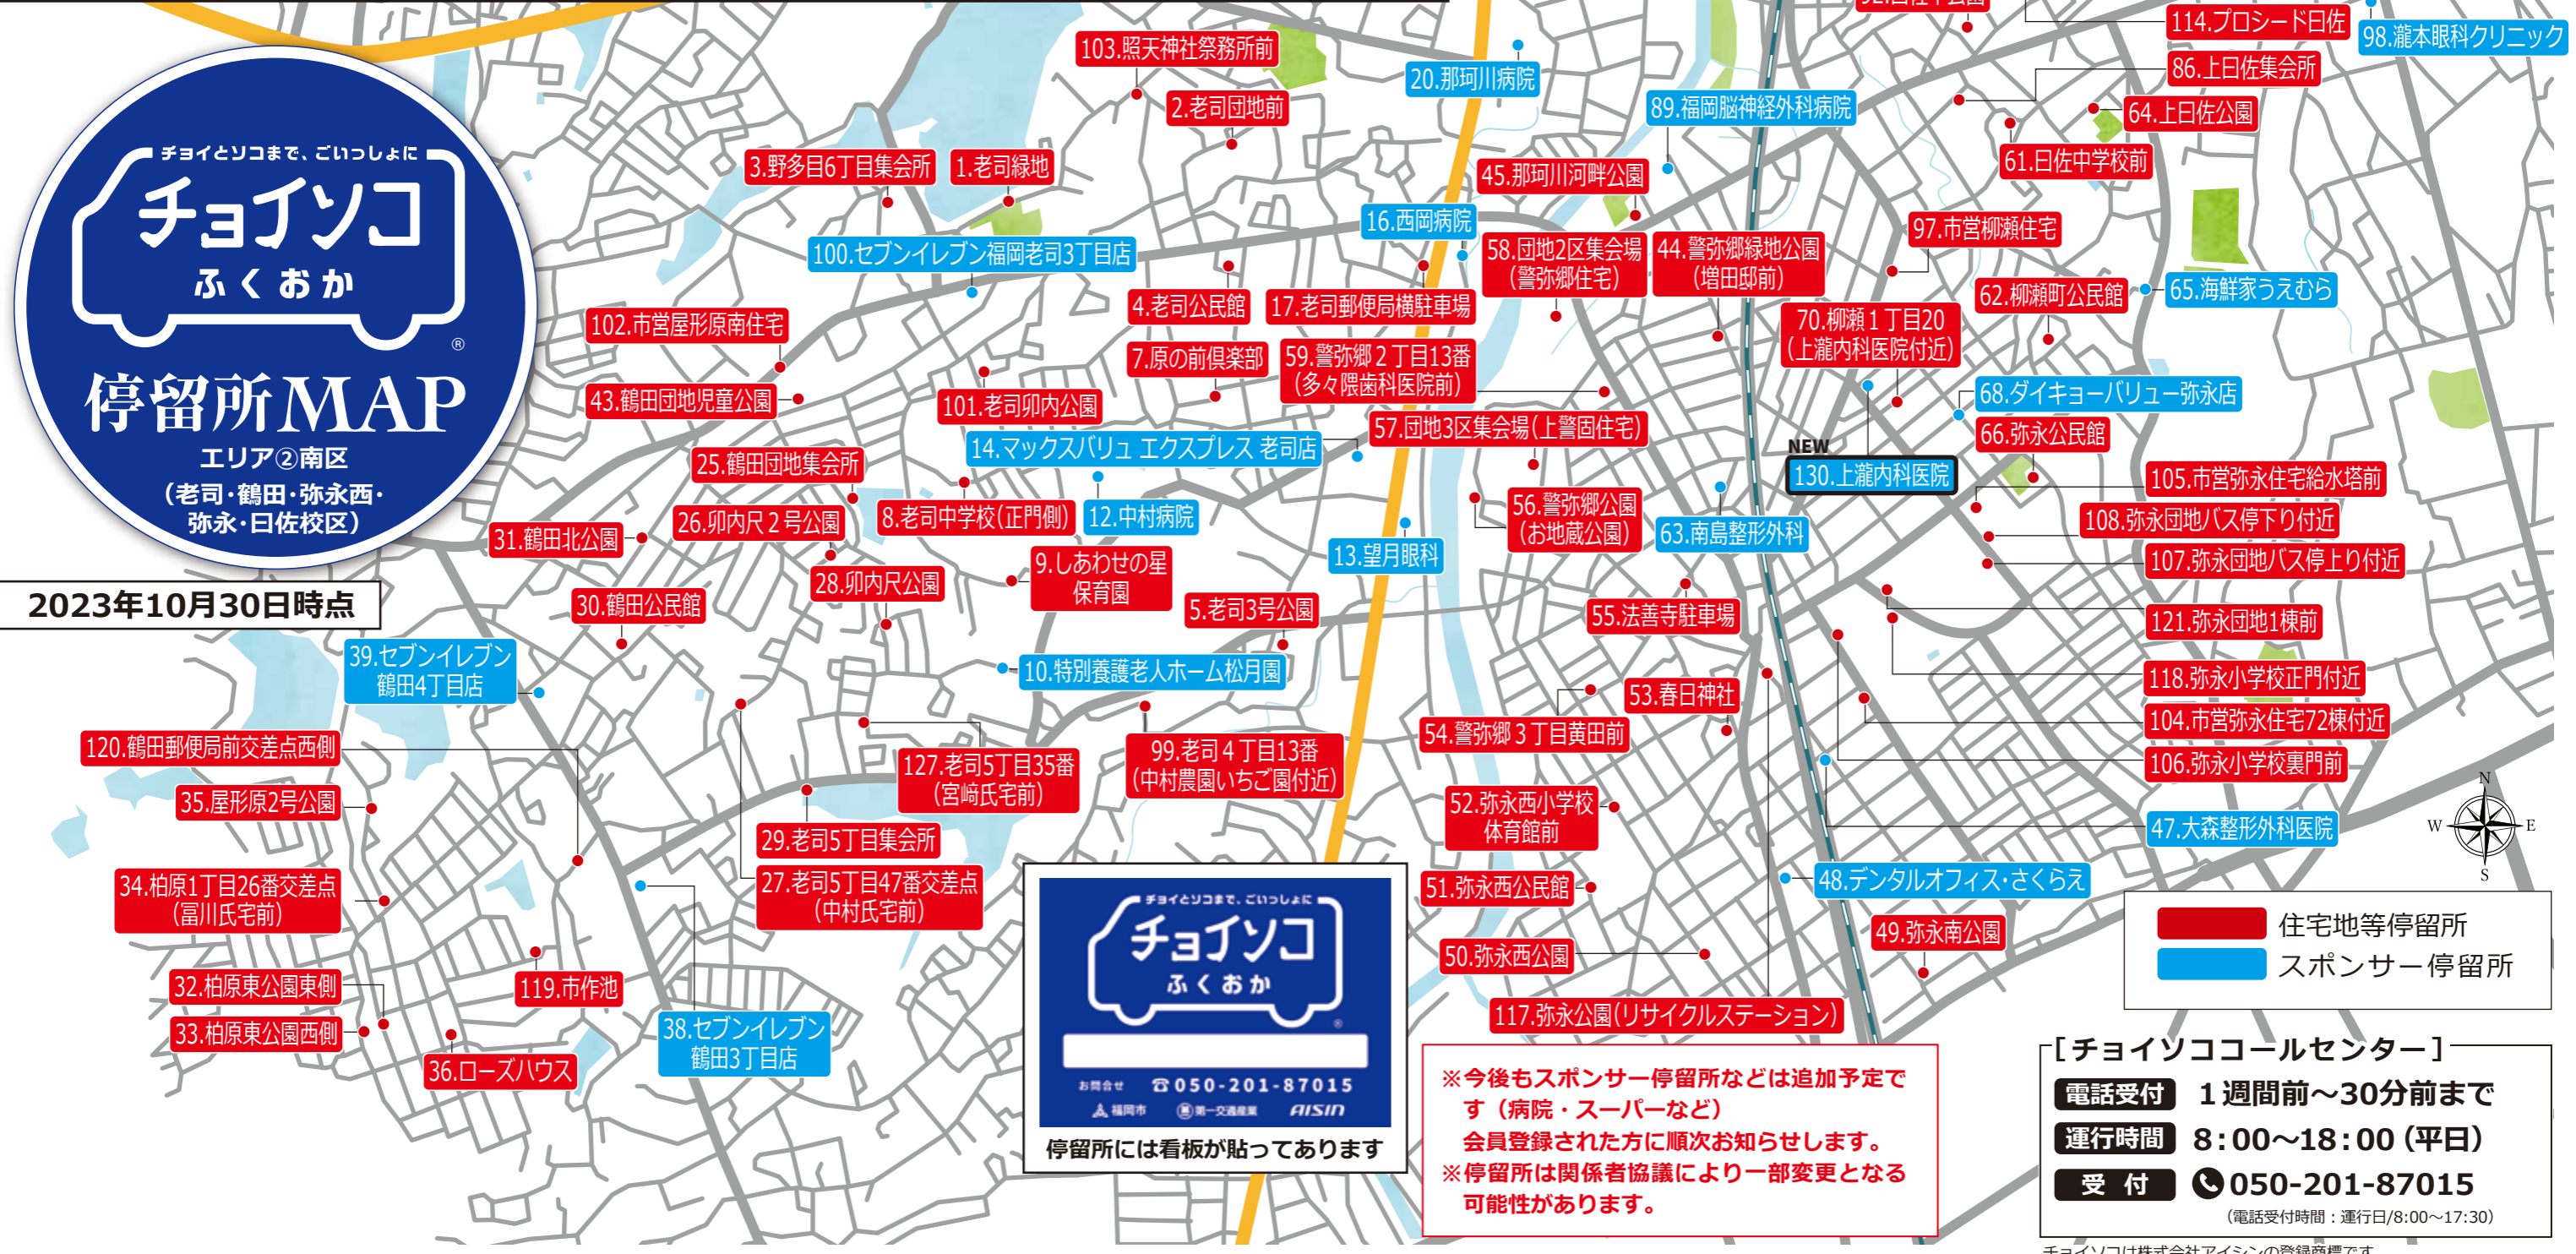 チョイとソコまで、ごいっしょに
チョイソコ
ふくおか
®
停留所MAP
エリア②南区
(老司・鶴田・弥永西・
弥永・曰佐校区)
2023年10月30日時点
103.照天神社祭務所前
2.老司団地前
3.野多目6丁目集会所
1.老司緑地
20.那珂川病院
89.福岡脳神経外科病院
114.プロシード曰佐
98.瀧本眼科クリニック
86.上曰佐集会所
64.上曰佐公園
61.曰佐中学校前
45.那珂川河畔公園
16.西岡病院
100.セブンイレブン福岡老司3丁目店
58.団地2区集会場
(警弥郷住宅)
44.警弥郷緑地公園
(増田邸前)
97.市営柳瀬住宅
62.柳瀬町公民館
65.海鮮家うえむら
4.老司公民館
17.老司郵便局横駐車場
102.市営屋形原南住宅
70.柳瀬1丁目20
(上瀧内科医院付近)
7.原の前倶楽部
59.警弥郷2丁目13番
(多々隈歯科医院前)
43.鶴田団地児童公園
101.老司卯内公園
68.ダイキョーバリュー弥永店
57.団地3区集会場(上警固住宅)
14.マックスバリュ エクスプレス 老司店
66.弥永公民館
NEW
130.上瀧内科医院
25.鶴田団地集会所
105.市営弥永住宅給水塔前
26.卯内尺2号公園
8.老司中学校(正門側)
12.中村病院
56.警弥郷公園
(お地蔵公園)
63.南島整形外科
108.弥永団地バス停下り付近
31.鶴田北公園
13.望月眼科
107.弥永団地バス停上り付近
9.しあわせの星
保育園
28.卯内尺公園
30.鶴田公民館
5.老司3号公園
55.法善寺駐車場
121.弥永団地1棟前
39.セブンイレブン
鶴田4丁目店
10.特別養護老人ホーム松月園
118.弥永小学校正門付近
53.春日神社
54.警弥郷3丁目黄田前
104.市営弥永住宅72棟付近
120.鶴田郵便局前交差点西側
127.老司5丁目35番
(宮﨑氏宅前)
99.老司4丁目13番
(中村農園いちご園付近)
106.弥永小学校裏門前
35.屋形原2号公園
52.弥永西小学校
体育館前
47.大森整形外科医院
29.老司5丁目集会所
27.老司5丁目47番交差点
(中村氏宅前)
34.柏原1丁目26番交差点
(冨川氏宅前)
51.弥永西公民館
48.デンタルオフィス・さくらえ
49.弥永南公園
50.弥永西公園
32.柏原東公園東側
119.市作池
33.柏原東公園西側
38.セブンイレブン
鶴田3丁目店
36.ローズハウス
117.弥永公園(リサイクルステーション)
N
W
E
S
住宅地等停留所
スポンサー停留所
チョイとソコまで、ごいっしょに
チョイソコ
ふくおか
®
お問合せ ☎050-201-87015
福岡市 第一交通産業 AISIN
停留所には看板が貼ってあります
※今後もスポンサー停留所などは追加予定で
す（病院・スーパーなど）
会員登録された方に順次お知らせします。
※停留所は関係者協議により一部変更となる
可能性があります。
[チョイソココールセンター]
電話受付 1週間前～30分前まで
運行時間 8:00～18:00（平日）
受付 050-201-87015
（電話受付時間：運行日/8:00～17:30）
チョイソコは株式会社アイシンの登録商標です